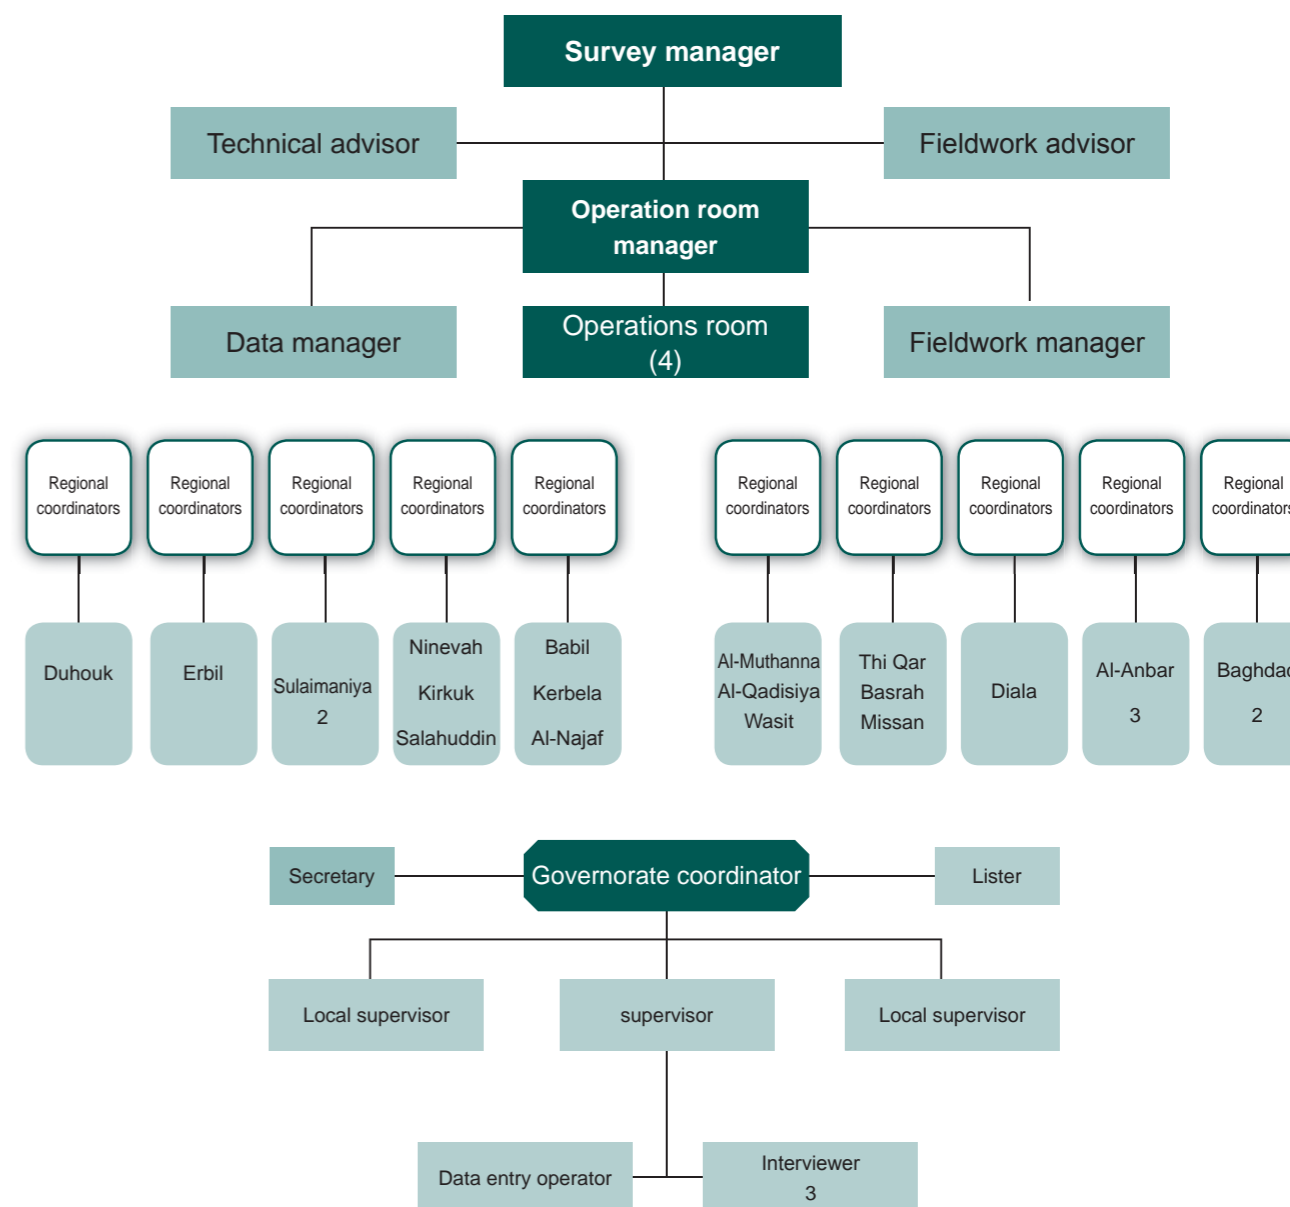 Survey manager
Technical advisor
Fieldwork advisor
Operation room
manager
Data manager
Operations room
(4)
Fieldwork manager
Regional
coordinators
Regional
coordinators
Regional
coordinators
Regional
coordinators
Regional
coordinators
Regional
coordinators
Regional
coordinators
Regional
coordinators
Regional
coordinators
Regional
coordinators
Duhouk
Erbil
Sulaimaniya
2
Ninevah
Kirkuk
Salahuddin
Babil
Kerbela
Al-Najaf
Al-Muthanna
Al-Qadisiya
Wasit
Thi Qar
Basrah
Missan
Diala
Al-Anbar
3
Baghdad
2
Secretary
Governorate coordinator
Lister
Local supervisor
supervisor
Local supervisor
Data entry operator
Interviewer
3